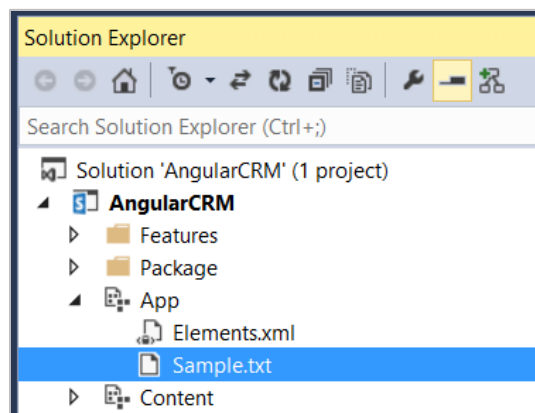 Solution Explorer
Search Solution Explorer (Ctrl+;)
Solution 'AngularCRM' (1 project)
AngularCRM
Features
Package
App
Elements.xml
Sample.txt
Content